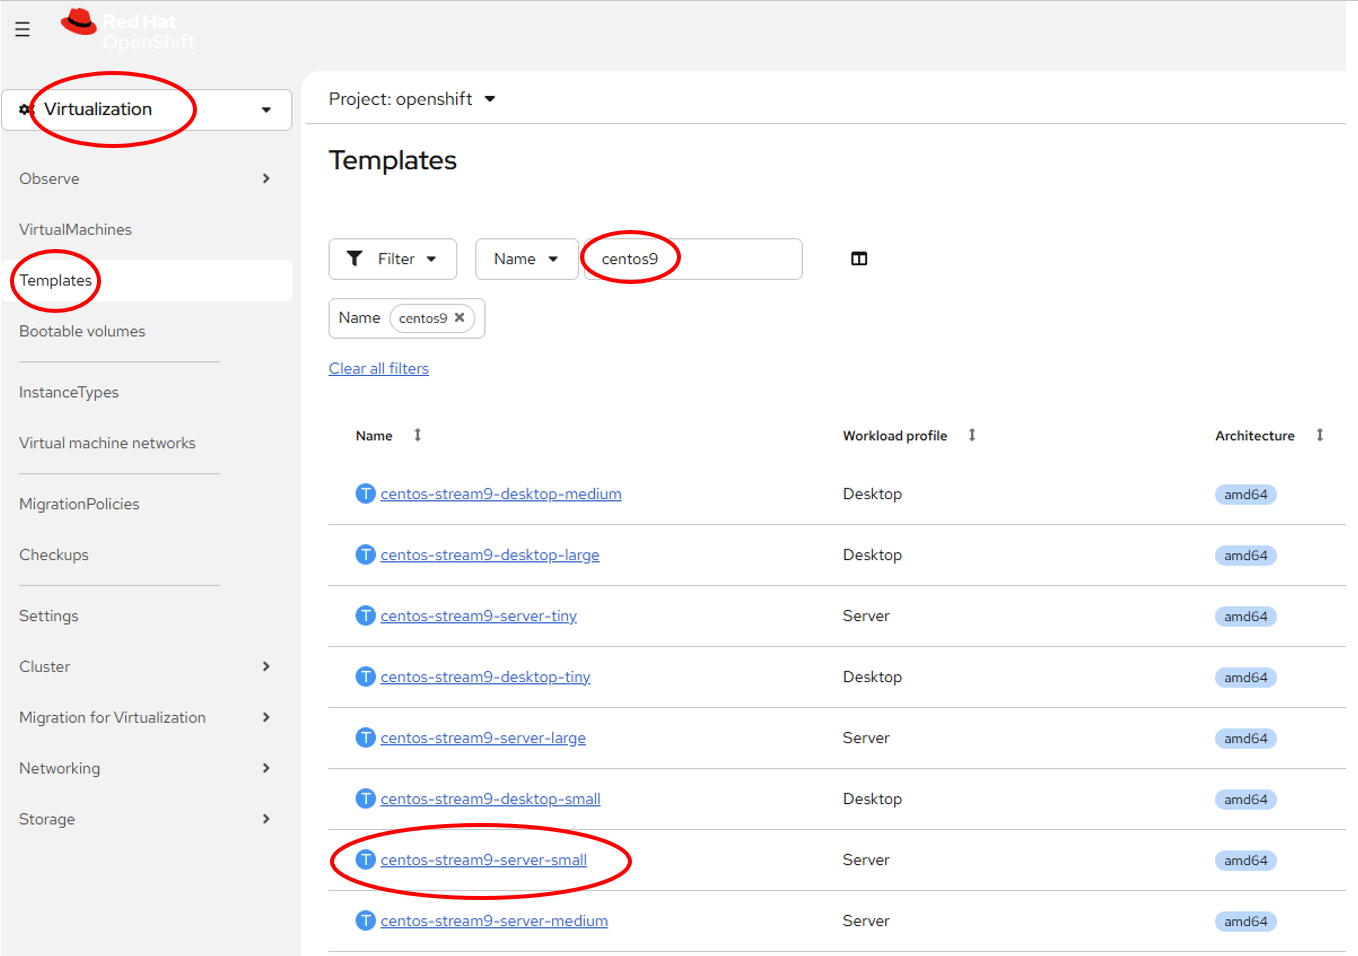 Red Hat
OpenShift
Virtualization
Project: openshift
Templates
Observe
VirtualMachines
Templates
Bootable volumes
InstanceTypes
Virtual machine networks
MigrationPolicies
Checkups
Settings
Cluster
Migration for Virtualization
Networking
Storage
Filter Name centos9
Name centos9
Clear all filters
Name Workload profile Architecture
T centos-stream9-desktop-medium Desktop amd64
T centos-stream9-desktop-large Desktop amd64
T centos-stream9-server-tiny Server amd64
T centos-stream9-desktop-tiny Desktop amd64
T centos-stream9-server-large Server amd64
T centos-stream9-desktop-small Desktop amd64
T centos-stream9-server-small Server amd64
T centos-stream9-server-medium Server amd64